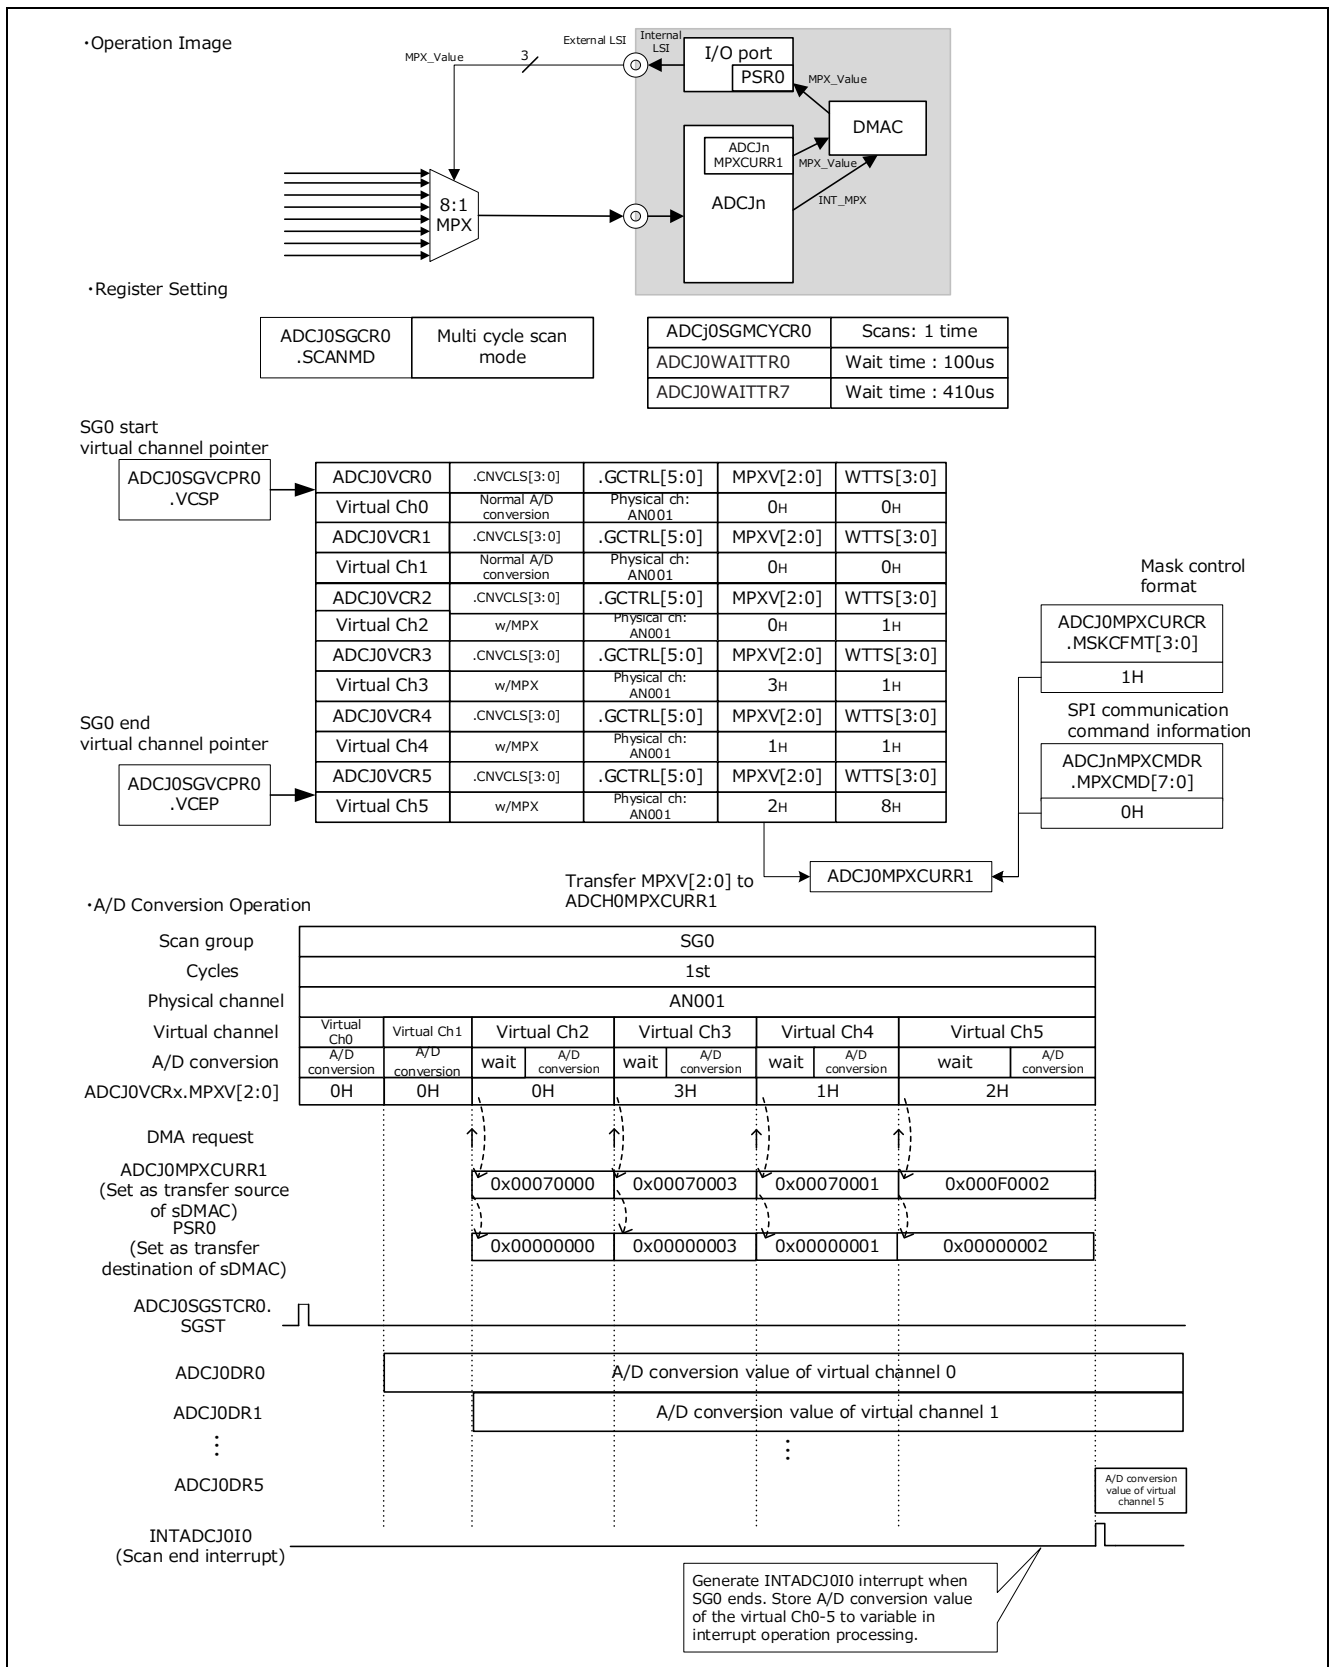 ・Operation Image
MPX_Value
3
External LSI
Internal
LSI
I/O port
PSR0
MPX_Value
DMAC
ADCJn
MPXCURR1
MPX_Value
ADCJn
INT_MPX
8:1
MPX
・Register Setting
ADCJ0SGCR0
.SCANMD
Multi cycle scan
mode
ADCj0SGMCYCR0 Scans: 1 time
ADCJ0WAITTR0 Wait time : 100us
ADCJ0WAITTR7 Wait time : 410us
SG0 start
virtual channel pointer
ADCJ0SGVCPR0
.VCSP
ADCJ0VCR0 .CNVCLS[3:0] .GCTRL[5:0] MPXV[2:0] WTTS[3:0]
Virtual Ch0 Normal A/D conversion Physical ch: AN001 0H 0H
ADCJ0VCR1 .CNVCLS[3:0] .GCTRL[5:0] MPXV[2:0] WTTS[3:0]
Virtual Ch1 Normal A/D conversion Physical ch: AN001 0H 0H
ADCJ0VCR2 .CNVCLS[3:0] .GCTRL[5:0] MPXV[2:0] WTTS[3:0]
Virtual Ch2 w/MPX Physical ch: AN001 0H 1H
ADCJ0VCR3 .CNVCLS[3:0] .GCTRL[5:0] MPXV[2:0] WTTS[3:0]
Virtual Ch3 w/MPX Physical ch: AN001 3H 1H
ADCJ0VCR4 .CNVCLS[3:0] .GCTRL[5:0] MPXV[2:0] WTTS[3:0]
Virtual Ch4 w/MPX Physical ch: AN001 1H 1H
ADCJ0VCR5 .CNVCLS[3:0] .GCTRL[5:0] MPXV[2:0] WTTS[3:0]
Virtual Ch5 w/MPX Physical ch: AN001 2H 8H
SG0 end
virtual channel pointer
ADCJ0SGVCPR0
.VCEP
Mask control
format
ADCJ0MPXCURCR
.MSKCFMT[3:0]
1H
SPI communication
command information
ADCJnMPXCMDR
.MPXCMD[7:0]
0H
Transfer MPXV[2:0] to
ADCH0MPXCURR1
ADCJ0MPXCURR1
・A/D Conversion Operation
Scan group SG0
Cycles 1st
Physical channel AN001
Virtual channel Virtual Ch0 Virtual Ch1 Virtual Ch2 Virtual Ch3 Virtual Ch4 Virtual Ch5
A/D conversion A/D conversion A/D conversion wait A/D conversion wait A/D conversion wait A/D conversion wait A/D conversion
ADCJ0VCRx.MPXV[2:0] 0H 0H 0H 3H 1H 2H
DMA request
ADCJ0MPXCURR1
(Set as transfer source
of sDMAC)
0x00070000 0x00070003 0x00070001 0x000F0002
PSR0
(Set as transfer
destination of sDMAC)
0x00000000 0x00000003 0x00000001 0x00000002
ADCJ0SGSTCR0.
SGST
ADCJ0DR0 A/D conversion value of virtual channel 0
ADCJ0DR1 A/D conversion value of virtual channel 1
⋮ ⋮
ADCJ0DR5
A/D conversion
value of virtual
channel 5
INTADCJ0I0
(Scan end interrupt)
Generate INTADCJ0I0 interrupt when
SG0 ends. Store A/D conversion value
of the virtual Ch0-5 to variable in
interrupt operation processing.